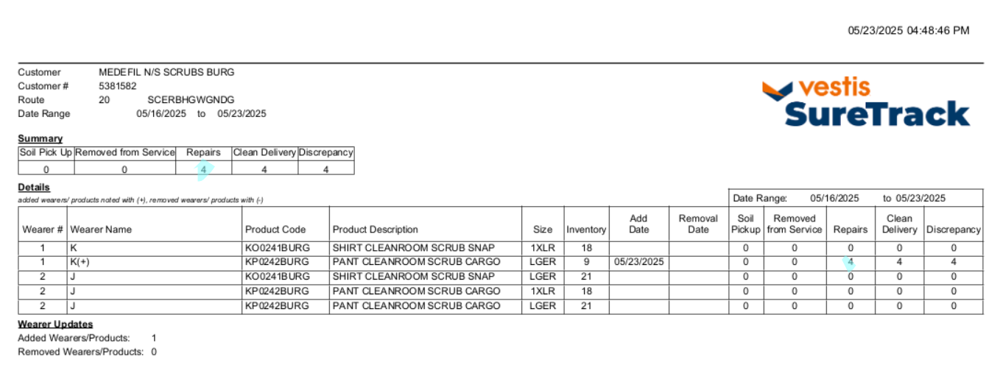 05/23/2025 04:48:46 PM
Customer MEDEFIL N/S SCRUBS BURG
Customer # 5381582
Route 20 SCERBHGWGNDG
Date Range 05/16/2025 to 05/23/2025
vestis
SureTrack
Summary
Soil Pick Up Removed from Service Repairs Clean Delivery Discrepancy
0 0 4 4 4
Details
added wearers/ products noted with (+), removed wearers/ products with (-)
Date Range: 05/16/2025 to 05/23/2025
Wearer # Wearer Name Product Code Product Description Size Inventory Add Date Removal Date Soil Pickup Removed from Service Repairs Clean Delivery Discrepancy
1 K KO0241BURG SHIRT CLEANROOM SCRUB SNAP 1XLR 18 0 0 0 0 0
1 K(+) KP0242BURG PANT CLEANROOM SCRUB CARGO LGER 9 05/23/2025 0 0 4 4 4
2 J KO0241BURG SHIRT CLEANROOM SCRUB SNAP LGER 21 0 0 0 0 0
2 J KP0242BURG PANT CLEANROOM SCRUB CARGO 1XLR 18 0 0 0 0 0
2 J KP0242BURG PANT CLEANROOM SCRUB CARGO LGER 21 0 0 0 0 0
Wearer Updates
Added Wearers/Products: 1
Removed Wearers/Products: 0